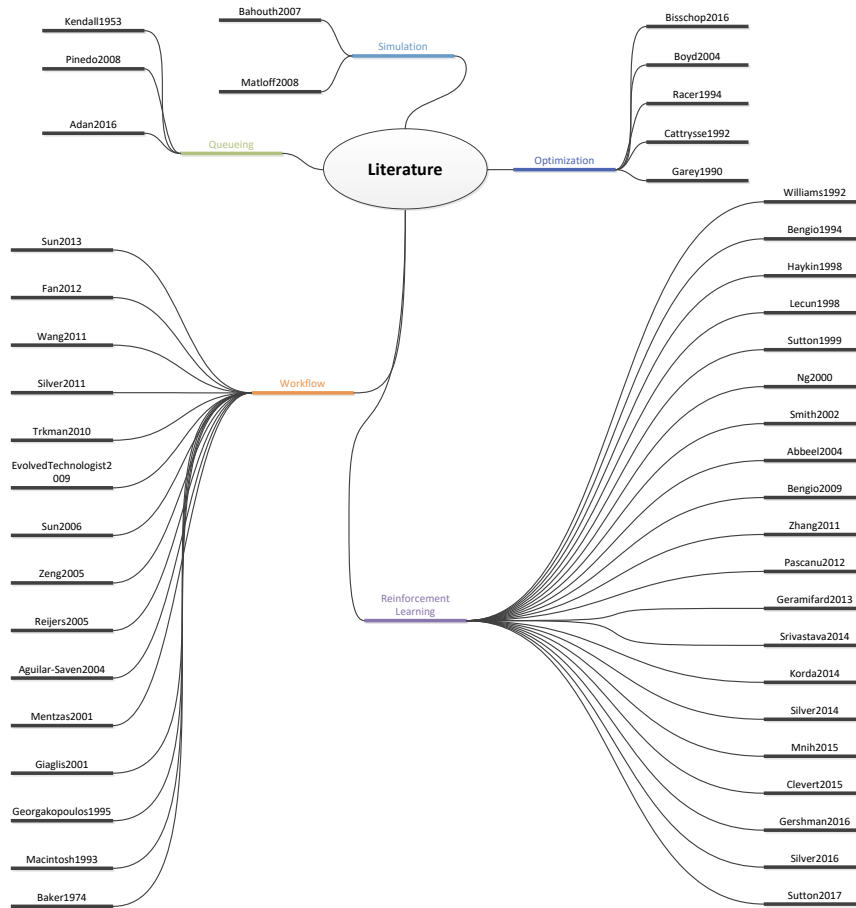 Kendall1953
Pinedo2008
Adan2016
Queueing
Bahouth2007
Matloff2008
Simulation
Literature
Optimization
Bisschop2016
Boyd2004
Racer1994
Cattrysse1992
Garey1990
Sun2013
Fan2012
Wang2011
Silver2011
Trkman2010
EvolvedTechnologist2
009
Sun2006
Zeng2005
Reijers2005
Aguilar-Saven2004
Mentzas2001
Giaglis2001
Georgakopoulos1995
Macintosh1993
Baker1974
Workflow
Reinforcement
Learning
Williams1992
Bengio1994
Haykin1998
Lecun1998
Sutton1999
Ng2000
Smith2002
Abbeel2004
Bengio2009
Zhang2011
Pascanu2012
Geramifard2013
Srivastava2014
Korda2014
Silver2014
Mnih2015
Clevert2015
Gershman2016
Silver2016
Sutton2017